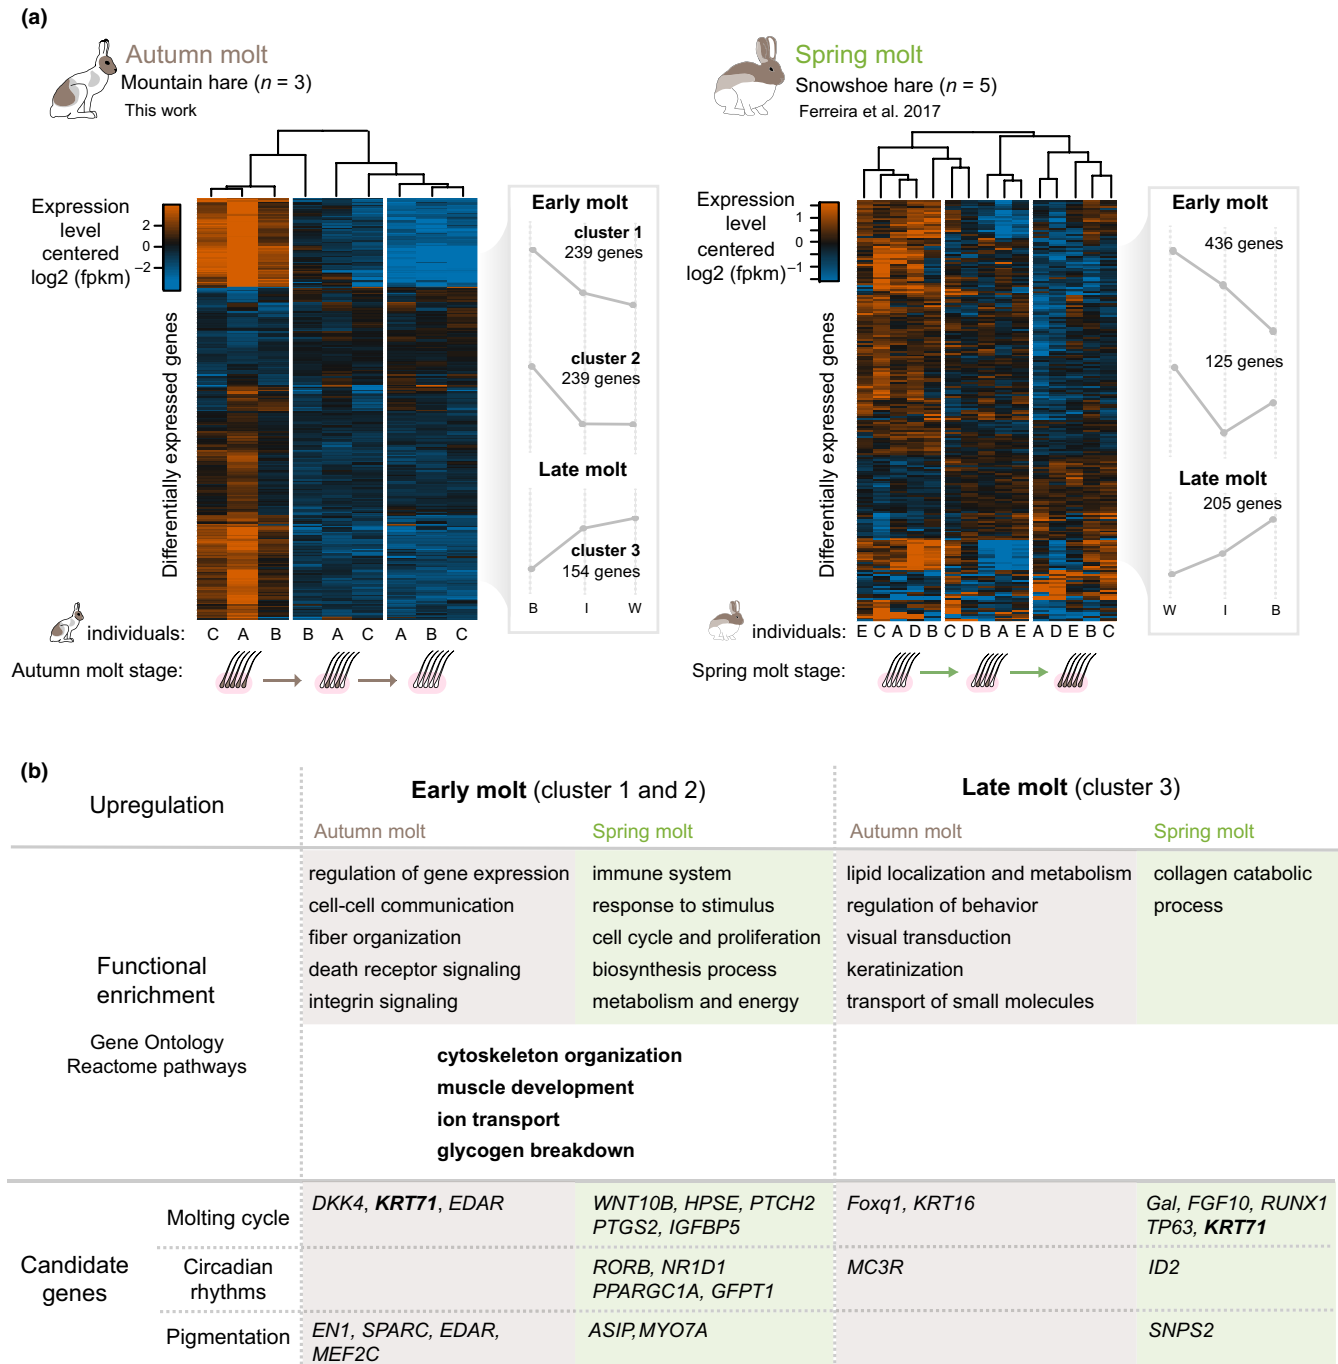 (a)
Autumn molt
Mountain hare (n = 3)
This work
Spring molt
Snowshoe hare (n = 5)
Ferreira et al. 2017
Expression level centered log2 (fpkm)
2
0
−2
Differentially expressed genes
Early molt
cluster 1
239 genes
cluster 2
239 genes
Late molt
cluster 3
154 genes
B I W
individuals: C A B B A C A B C
Autumn molt stage:
Expression level centered log2 (fpkm)
1
0
−1
Differentially expressed genes
Early molt
436 genes
125 genes
Late molt
205 genes
W I B
individuals: E C A D B C D B A E A D E B C
Spring molt stage:
(b)
Upregulation
Early molt (cluster 1 and 2)
Late molt (cluster 3)
Autumn molt
Spring molt
Autumn molt
Spring molt
Functional enrichment
Gene Ontology
Reactome pathways
regulation of gene expression
cell-cell communication
fiber organization
death receptor signaling
integrin signaling
immune system
response to stimulus
cell cycle and proliferation
biosynthesis process
metabolism and energy
lipid localization and metabolism
regulation of behavior
visual transduction
keratinization
transport of small molecules
collagen catabolic
process
cytoskeleton organization
muscle development
ion transport
glycogen breakdown
Candidate genes
Molting cycle
DKK4, KRT71, EDAR
WNT10B, HPSE, PTCH2
PTGS2, IGFBP5
Foxq1, KRT16
Gal, FGF10, RUNX1
TP63, KRT71
Circadian rhythms
RORB, NR1D1
PPARGC1A, GFPT1
MC3R
ID2
Pigmentation
EN1, SPARC, EDAR,
MEF2C
ASIP,MYO7A
SNPS2